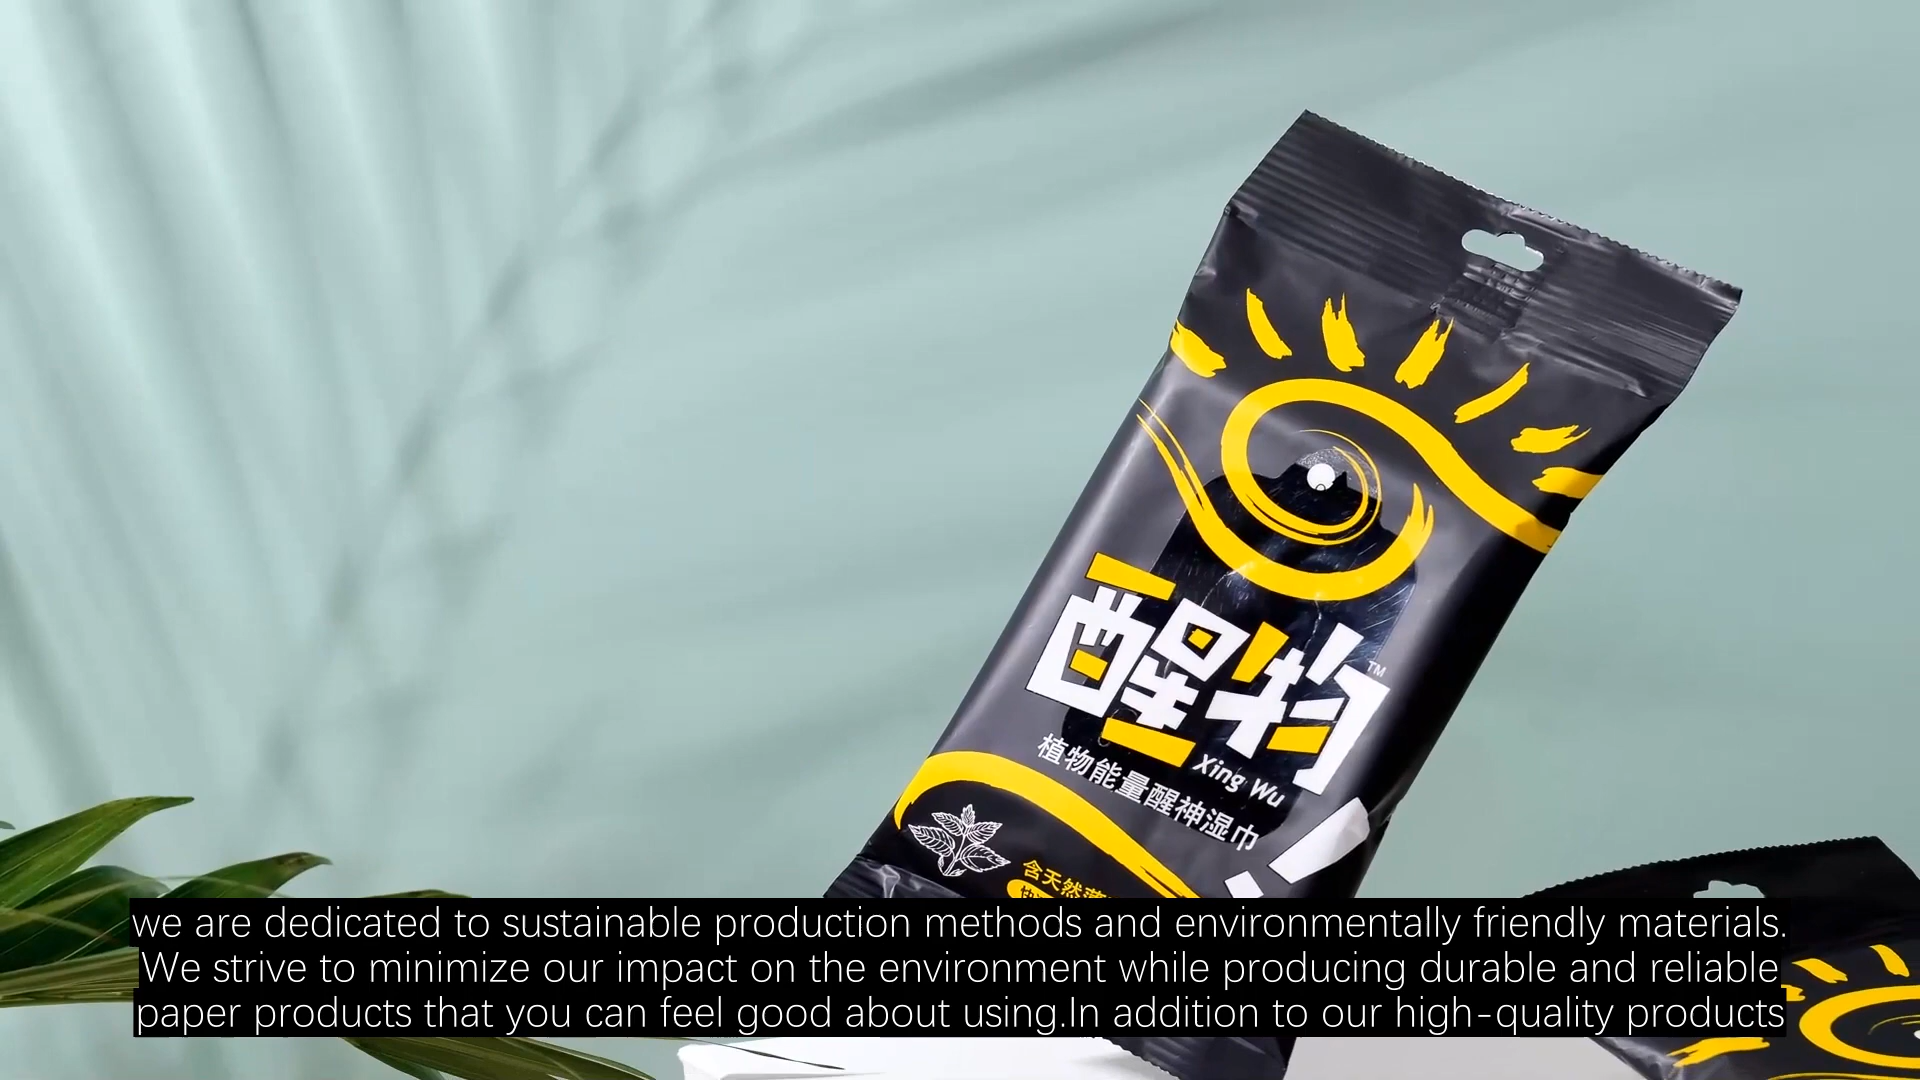 醒物
TM
Xing Wu
植物能量醒神湿巾
含天然薄
we are dedicated to sustainable production methods and environmentally friendly materials.
We strive to minimize our impact on the environment while producing durable and reliable
paper products that you can feel good about using.In addition to our high-quality products